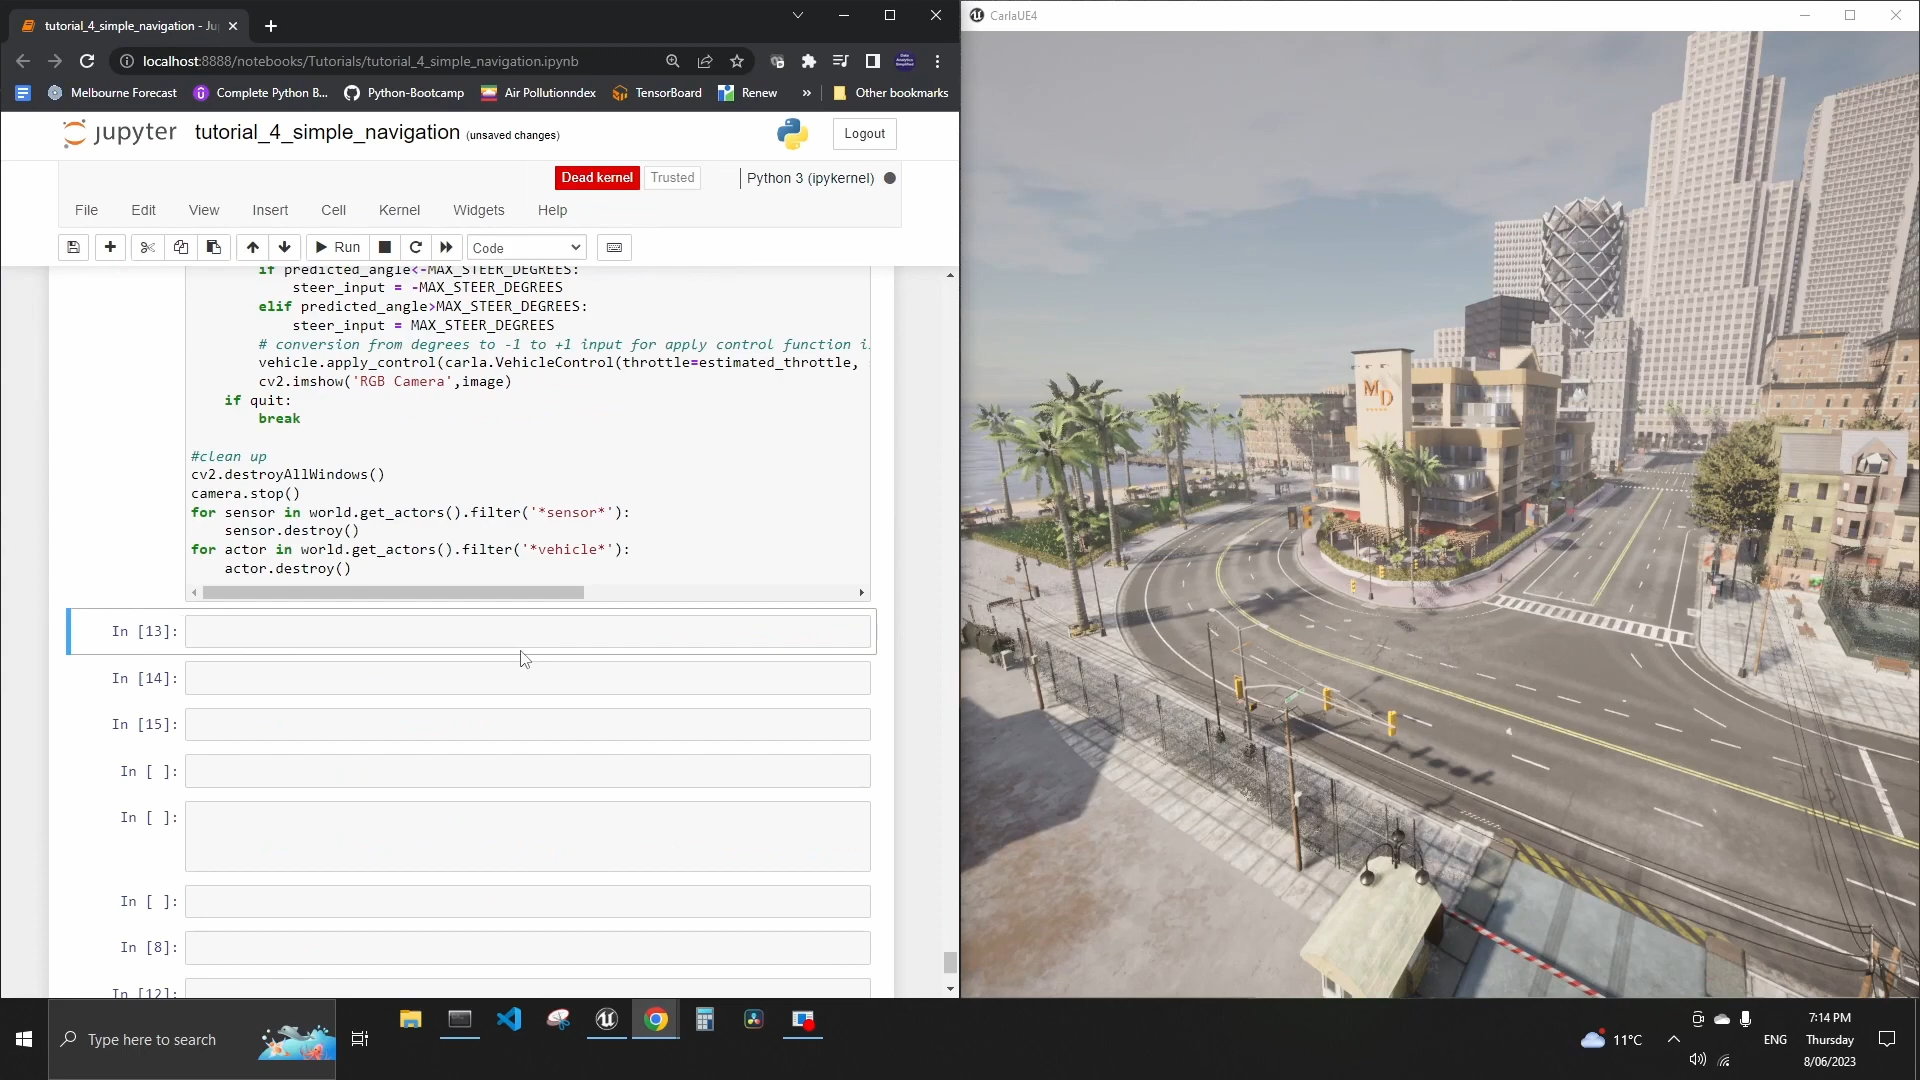 tutorial_4_simple_navigation - Ju
localhost:8888/notebooks/Tutorials/tutorial_4_simple_navigation.ipynb
Melbourne Forecast
Complete Python B...
Python-Bootcamp
Air Pollutionndex
TensorBoard
Renew
»
Other bookmarks
jupyter
tutorial_4_simple_navigation (unsaved changes)
Logout
Dead kernel
Trusted
Python 3 (ipykernel)
File
Edit
View
Insert
Cell
Kernel
Widgets
Help
Run
Code
if predicted_angle<-MAX_STEER_DEGREES:
steer_input = -MAX_STEER_DEGREES
elif predicted_angle>MAX_STEER_DEGREES:
steer_input = MAX_STEER_DEGREES
# conversion from degrees to -1 to +1 input for apply control function i
vehicle.apply_control(carla.VehicleControl(throttle=estimated_throttle,
cv2.imshow('RGB Camera',image)
if quit:
break
#clean up
cv2.destroyAllWindows()
camera.stop()
for sensor in world.get_actors().filter('*sensor*'):
sensor.destroy()
for actor in world.get_actors().filter('*vehicle*'):
actor.destroy()
In [13]:
In [14]:
In [15]:
In [ ]:
In [ ]:
In [ ]:
In [8]:
In [12]:
CarlaUE4
MD
Type here to search
11°C
ENG
7:14 PM
Thursday
8/06/2023